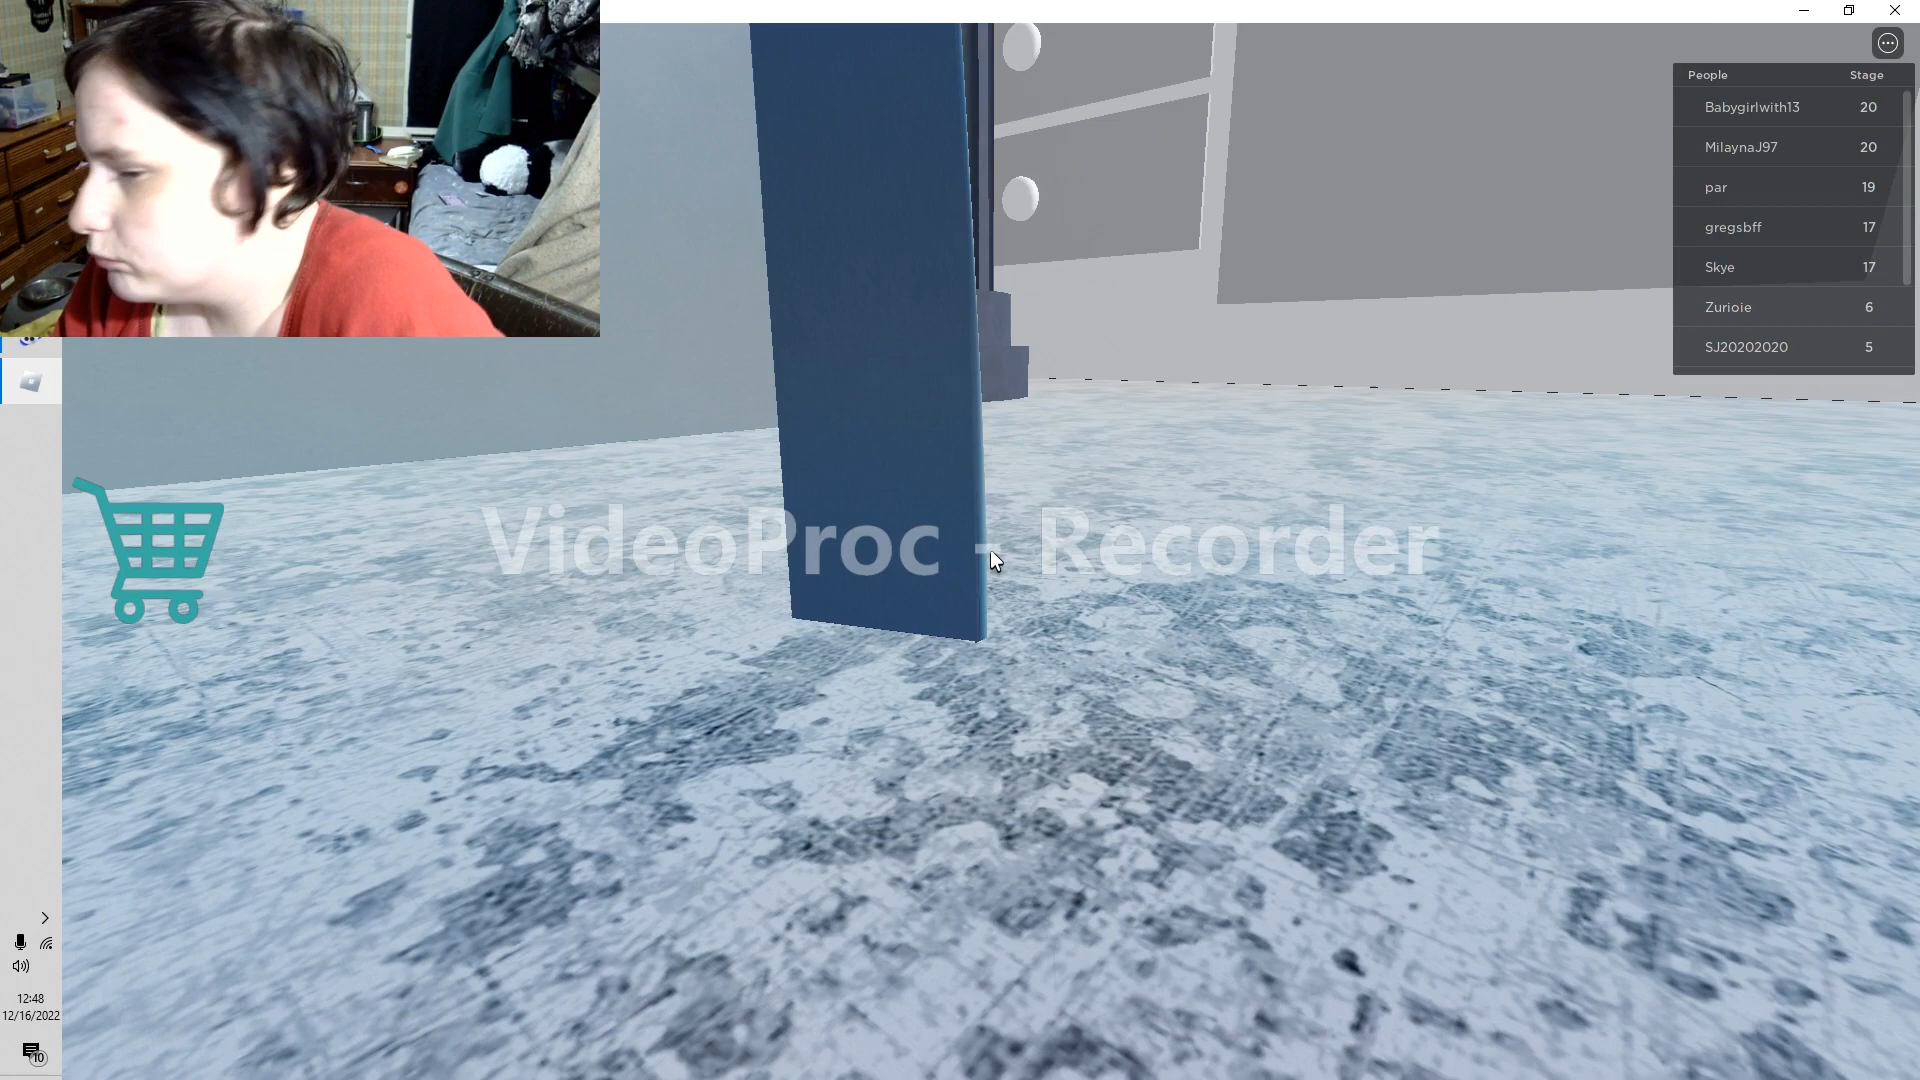 People Stage
Babygirlwith13 20
MilaynaJ97 20
par 19
gregsbff 17
Skye 17
Zurioie 6
SJ20202020 5
VideoProc - Recorder
12:48
12/16/2022
10